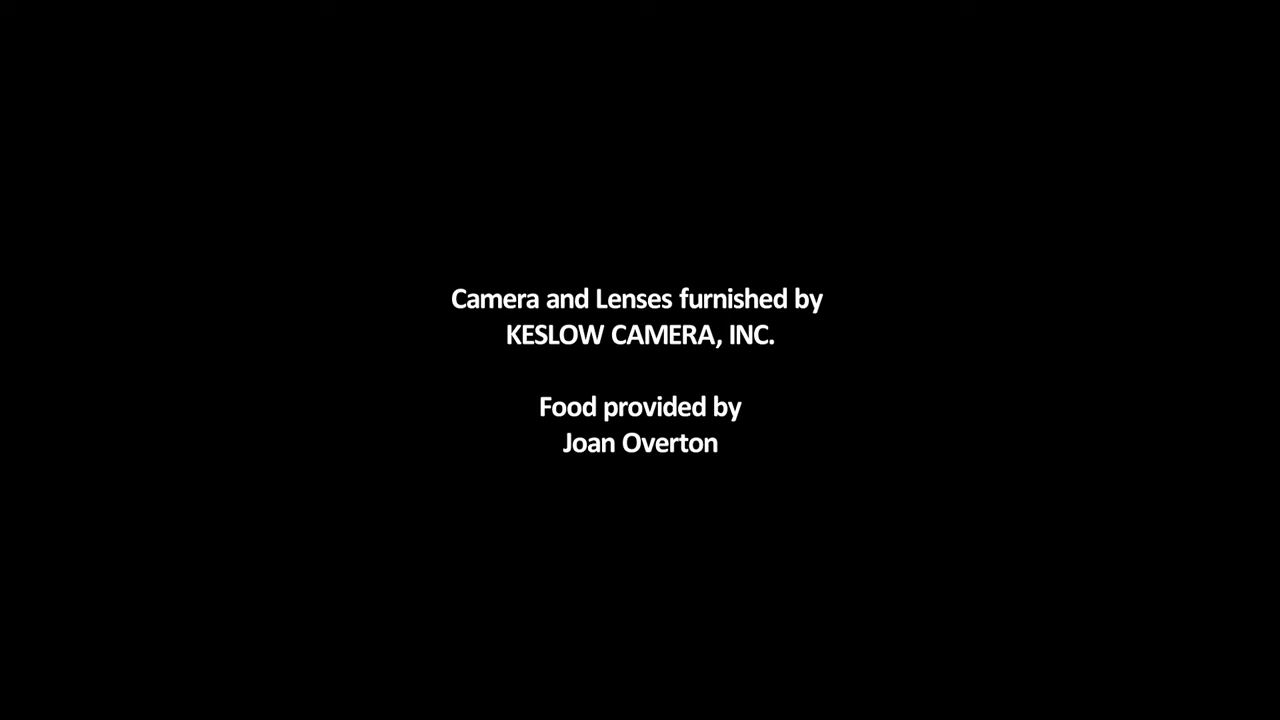 Camera and Lenses furnished by
KESLOW CAMERA, INC.
Food provided by
Joan Overton